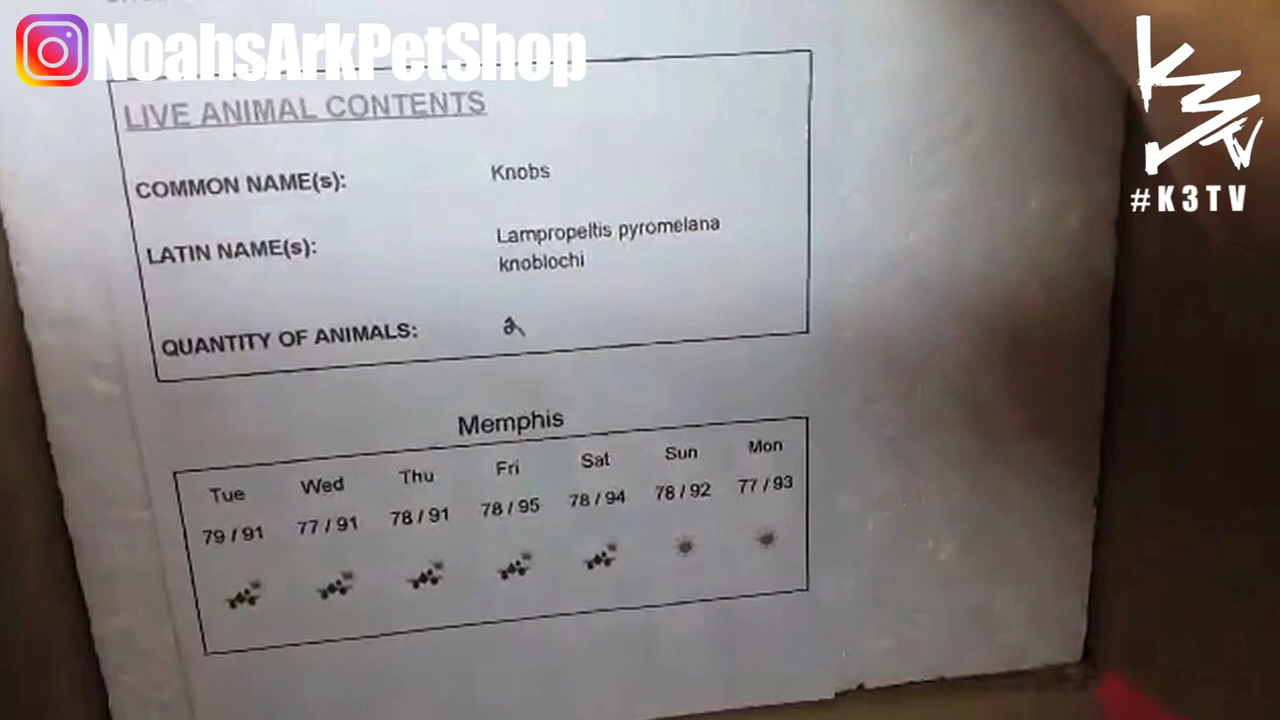 NoahsArkPetShop
K3TV
#K3TV
LIVE ANIMAL CONTENTS
COMMON NAME(s): Knobs
LATIN NAME(s): Lampropeltis pyromelana
knoblochi
QUANTITY OF ANIMALS: 2
Memphis
Tue Wed Thu Fri Sat Sun Mon
79 / 91 77 / 91 78 / 91 78 / 95 78 / 94 78 / 92 77 / 93